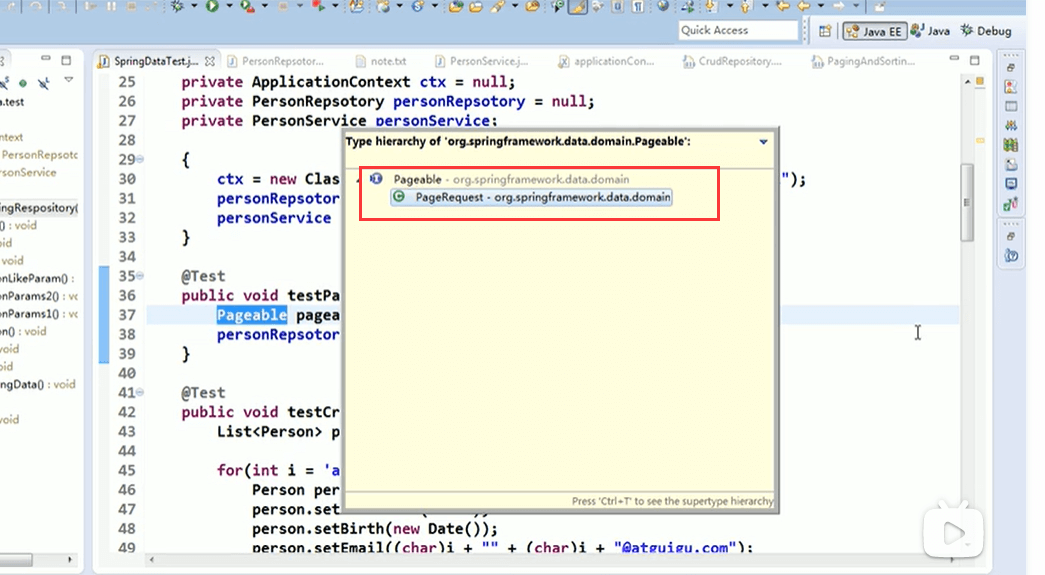 Quick Access
Java EE
Java
Debug
SpringDataTest.j...
PersonRepsotor...
note.txt
PersonService.j...
applicationCon...
CrudRepository....
PagingAndSortin...
a.test
ntext
PersonRepsotc
rsonService
ingRespository(
() : void
oid
void
onLikeParam() :
onParams2() : vc
onParams1() : vc
on() : void
void
oid
ngData() : void
void
25 private ApplicationContext ctx = null;
26 private PersonRepsotory personRepsotory = null;
27 private PersonService personService;
28
29 {
30 ctx = new Clas
");
31 personRepsotor
32 personService
33 }
34
35 @Test
36 public void testPa
37 Pageable pagea
38 personRepsotor
39 }
40
41 @Test
42 public void testCr
43 List<Person> p
44
45 for(int i = 'a
46 Person per
47 person.set
48 person.setBirth(new Date());
49 person.setEmail((char)i + "" + (char)i + "@atguigu.com");
Type hierarchy of 'org.springframework.data.domain.Pageable':
Pageable - org.springframework.data.domain
PageRequest - org.springframework.data.domain
Press 'Ctrl+T' to see the supertype hierarchy